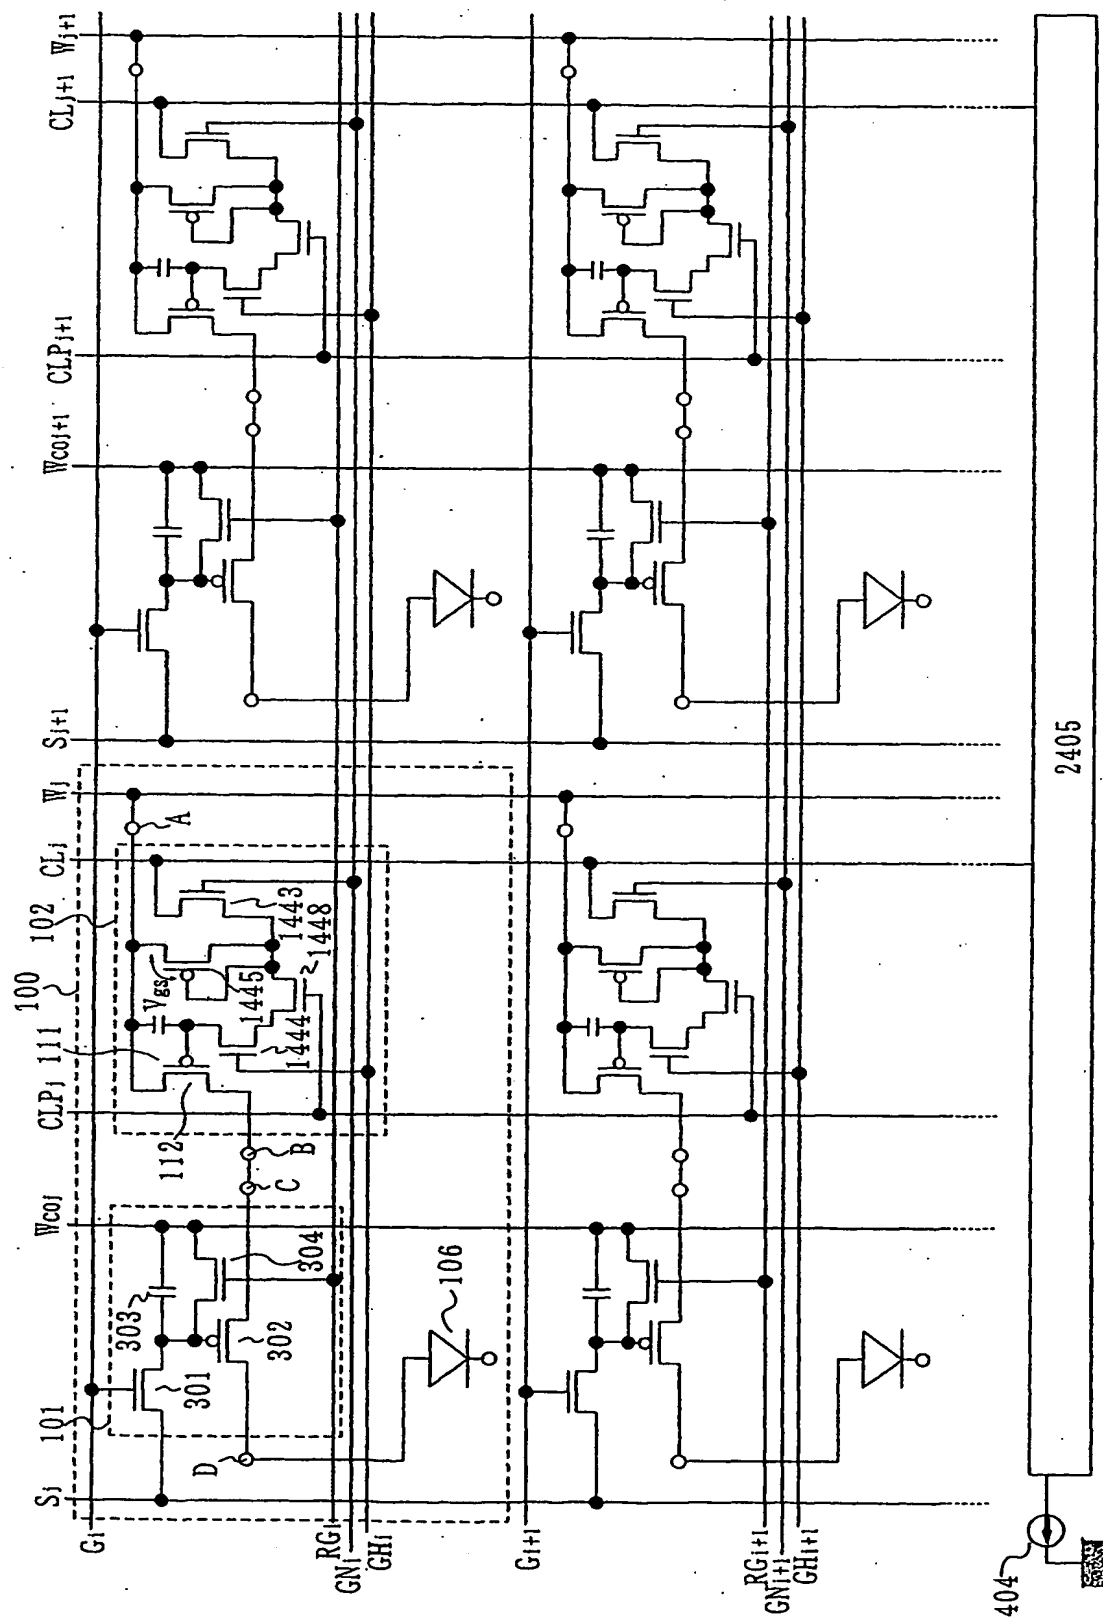 Sj
Wcoj
CLPj
CLj
Wj
Sj+1
Wcoj+1
CLPj+1
CLj+1
Wj+1
100
101
102
111
112
Gi
301
303
302
304
D
C
B
A
Vgs
1445
1444
1443
1448
106
RGi
GNi
GHi
Gi+1
RGi+1
GNi+1
GHi+1
404
2405